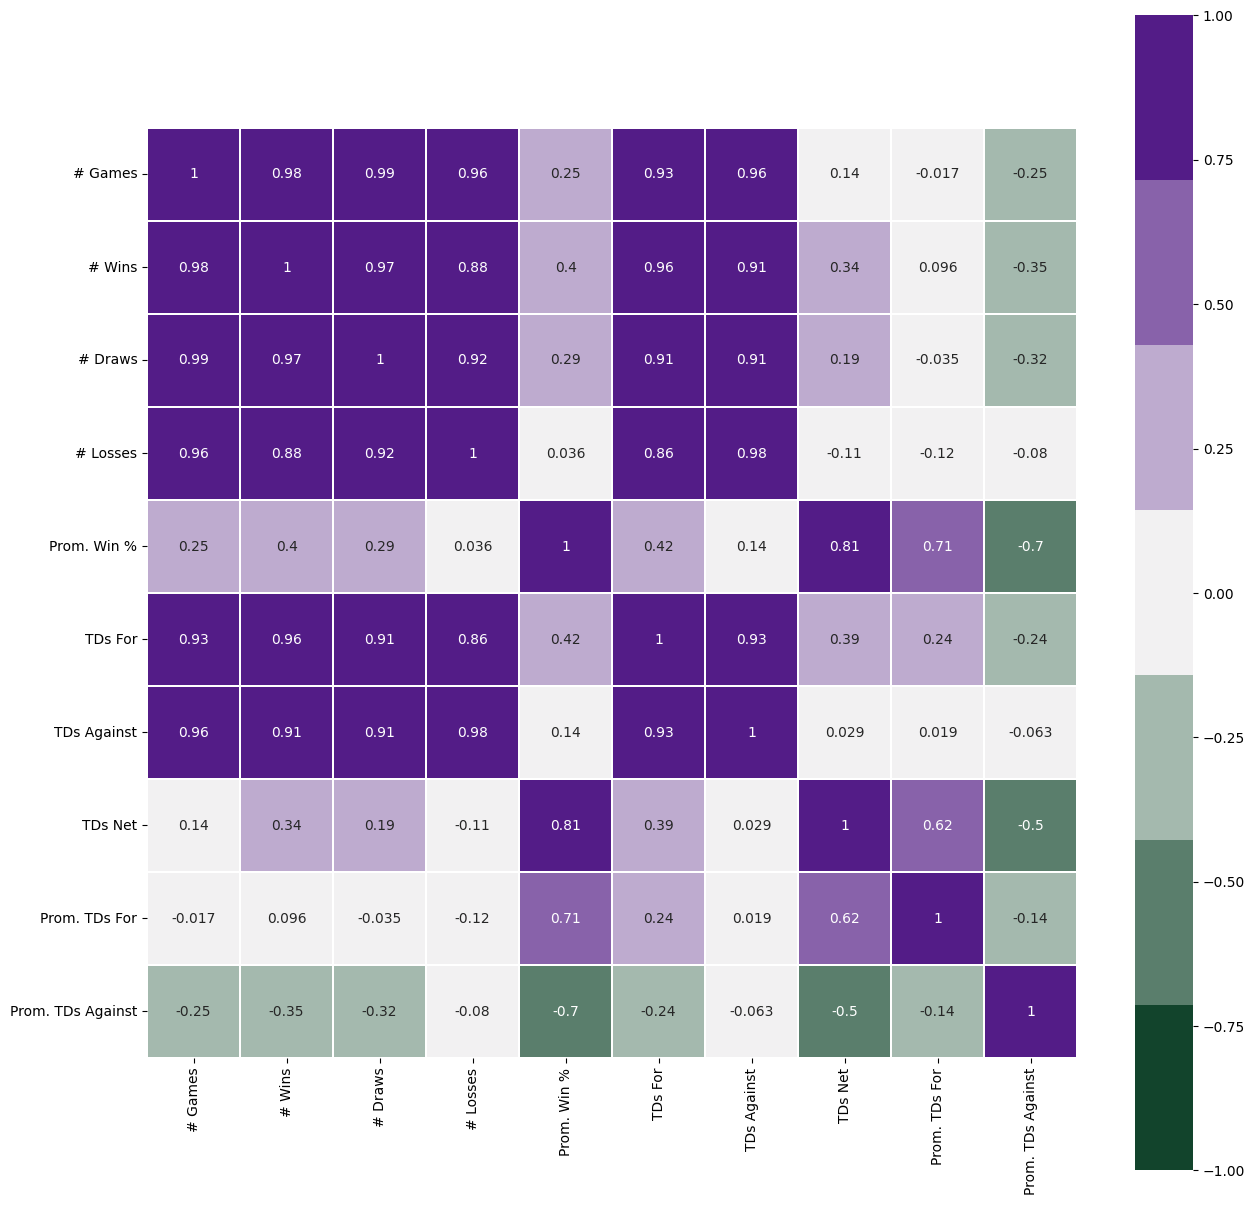 1.00
# Games 1 0.98 0.99 0.96 0.25 0.93 0.96 0.14 -0.017 -0.25
0.75
# Wins 0.98 1 0.97 0.88 0.4 0.96 0.91 0.34 0.096 -0.35
0.50
# Draws 0.99 0.97 1 0.92 0.29 0.91 0.91 0.19 -0.035 -0.32
# Losses 0.96 0.88 0.92 1 0.036 0.86 0.98 -0.11 -0.12 -0.08
0.25
Prom. Win % 0.25 0.4 0.29 0.036 1 0.42 0.14 0.81 0.71 -0.7
0.00
TDs For 0.93 0.96 0.91 0.86 0.42 1 0.93 0.39 0.24 -0.24
TDs Against 0.96 0.91 0.91 0.98 0.14 0.93 1 0.029 0.019 -0.063
−0.25
TDs Net 0.14 0.34 0.19 -0.11 0.81 0.39 0.029 1 0.62 -0.5
−0.50
Prom. TDs For -0.017 0.096 -0.035 -0.12 0.71 0.24 0.019 0.62 1 -0.14
Prom. TDs Against -0.25 -0.35 -0.32 -0.08 -0.7 -0.24 -0.063 -0.5 -0.14 1
−0.75
# Games
# Wins
# Draws
# Losses
Prom. Win %
TDs For
TDs Against
TDs Net
Prom. TDs For
Prom. TDs Against
−1.00